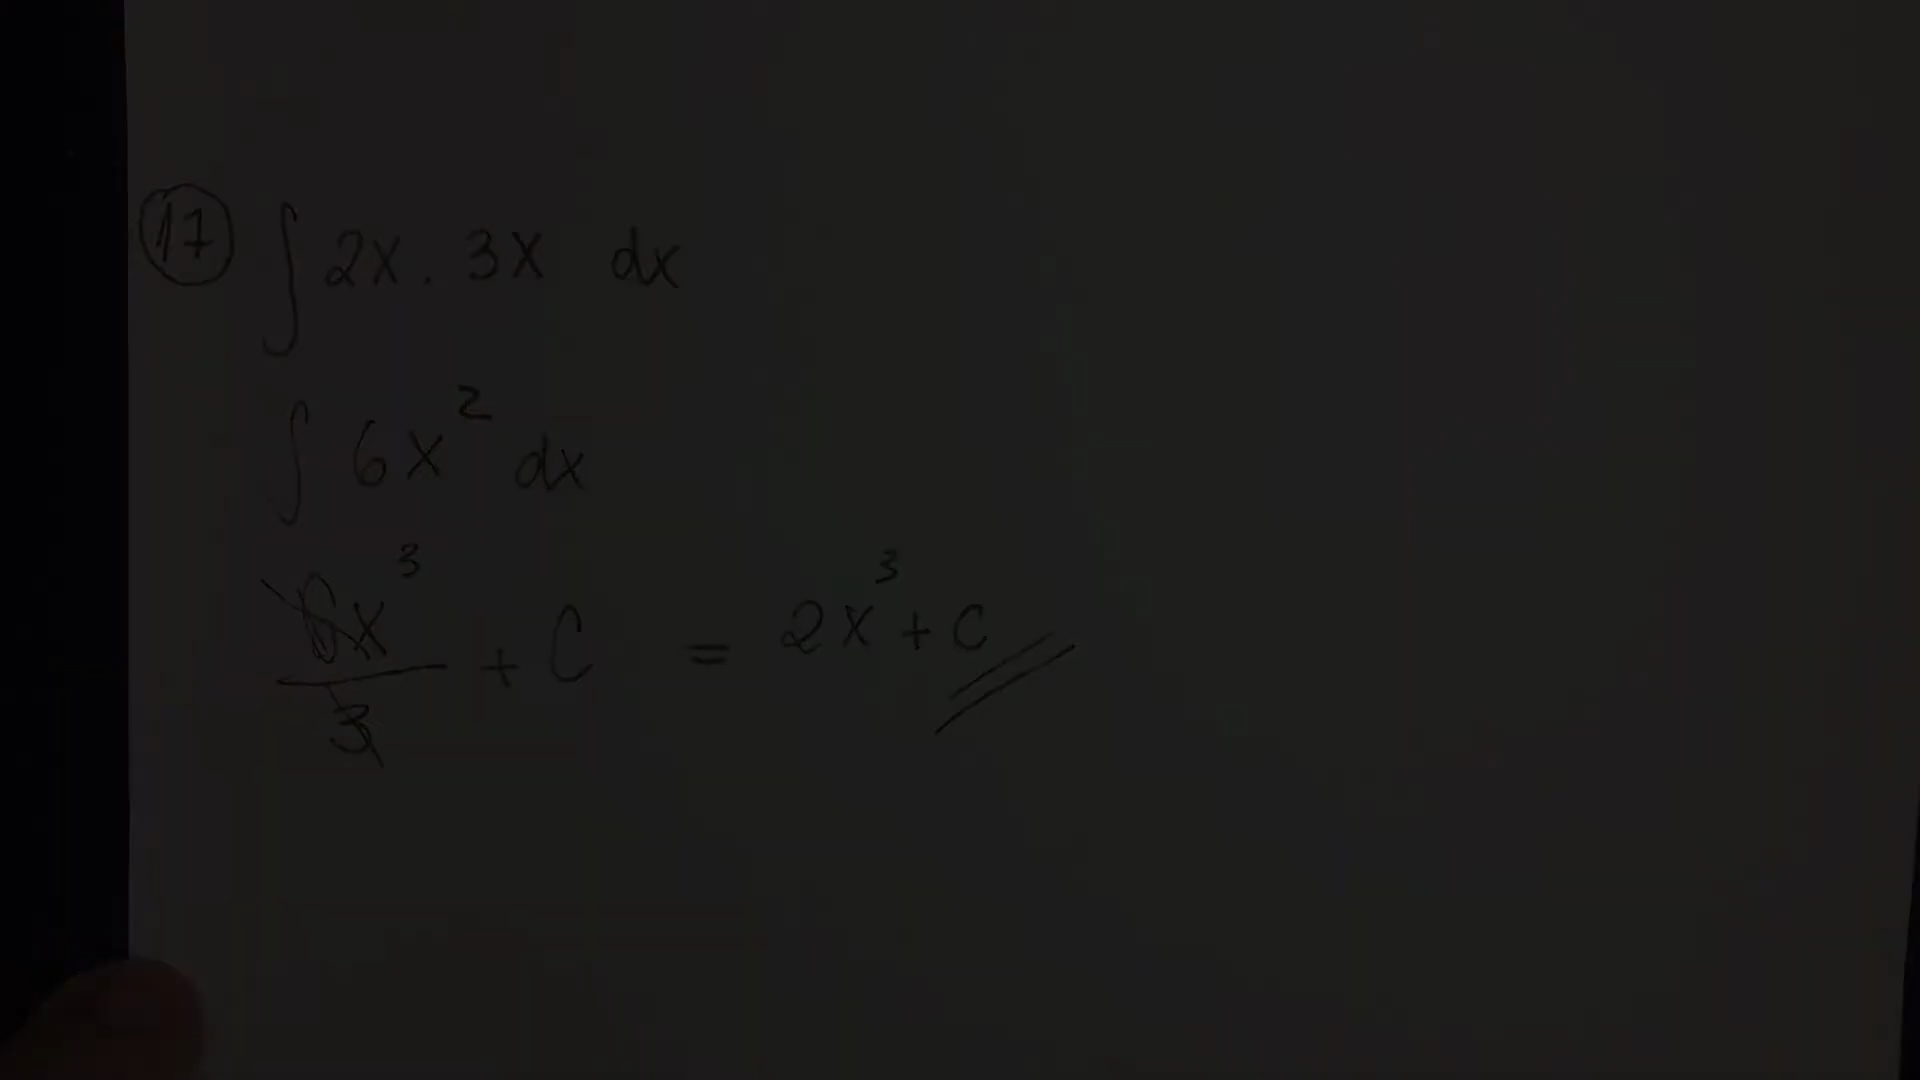 17 ∫ 2x . 3x dx
∫ 6x² dx
6x³/3 + C = 2x³ + C